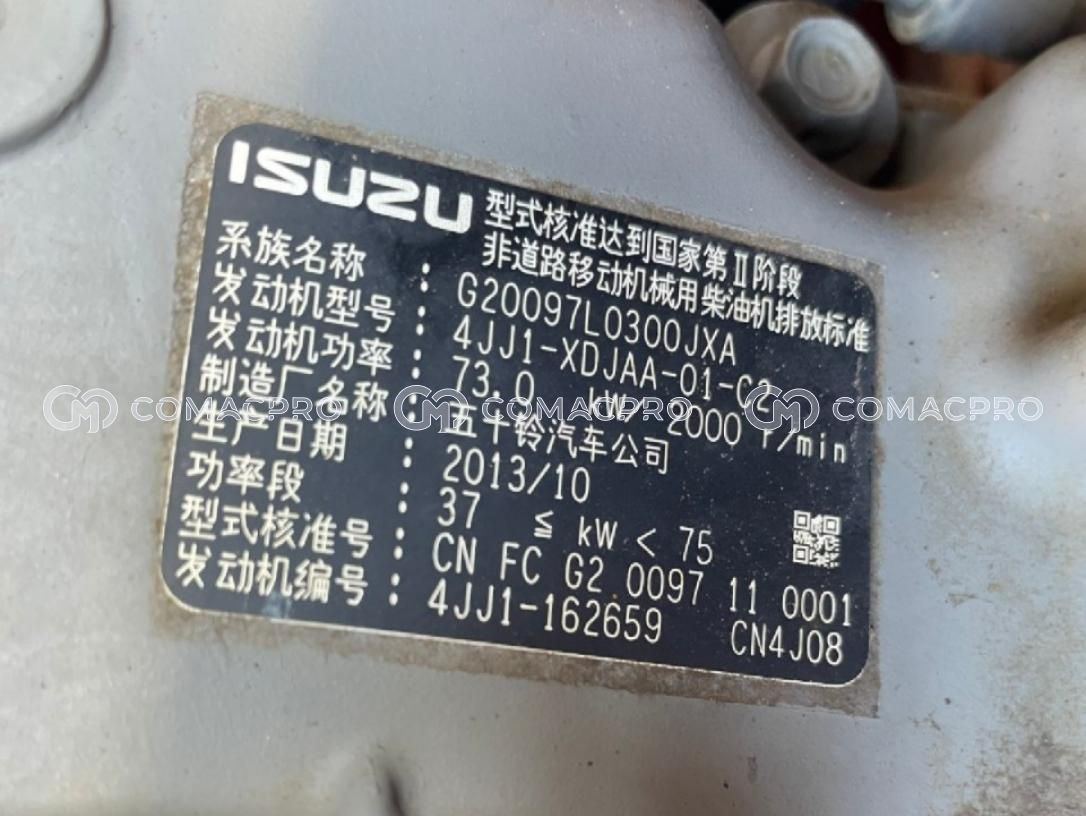 ISUZU
型式核准达到国家第Ⅱ阶段
非道路移动机械用柴油机排放标准
系族名称 : G20097L0300JXA
发动机型号 : 4JJ1-XDJAA-01-C2
发动机功率 : 73.0 kW/ 2000 r/min
制造厂名称 : 五十铃汽车公司
生产日期 : 2013/10
功率段 : 37 ≦ kW < 75
型式核准号 : CN FC G2 0097 11 0001
发动机编号 : 4JJ1-162659 CN4J08
CM COMACPRO CM COMACPRO CM COMACPRO